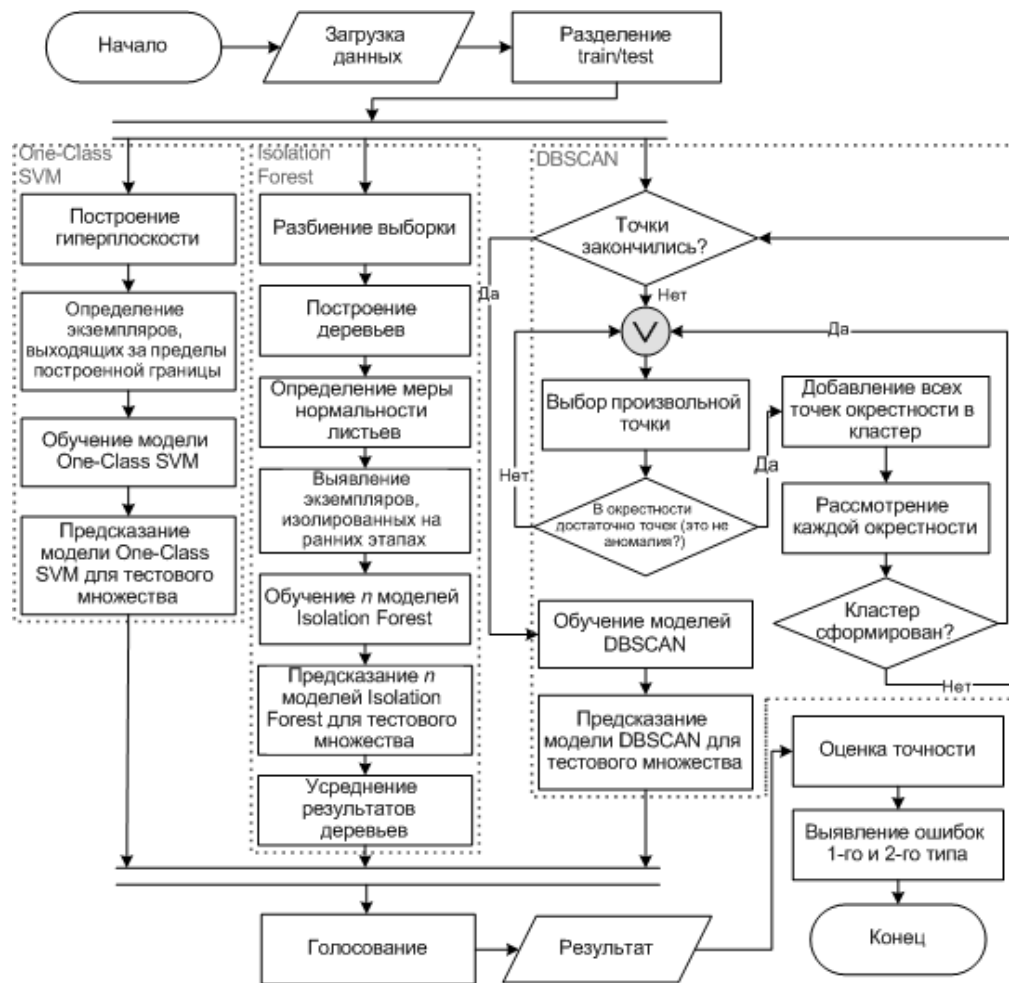 Начало
Загрузка
данных
Разделение
train/test
One-Class
SVM
Построение
гиперплоскости
Определение
экземпляров,
выходящих за пределы
построенной границы
Обучение модели
One-Class SVM
Предсказание
модели One-Class
SVM для тестового
множества
Isolation
Forest
Разбиение выборки
Построение
деревьев
Определение меры
нормальности
листьев
Выявление
экземпляров,
изолированных на
ранних этапах
Обучение n моделей
Isolation Forest
Предсказание n
моделей Isolation
Forest для тестового
множества
Усреднение
результатов
деревьев
DBSCAN
Точки
закончились?
Да
Нет
V
Да
Выбор произвольной
точки
Нет
В окрестности
достаточно точек (это не
аномалия?)
Да
Добавление всех
точек окрестности в
кластер
Рассмотрение
каждой окрестности
Кластер
сформирован?
Нет
Обучение моделей
DBSCAN
Предсказание
модели DBSCAN для
тестового множества
Голосование
Результат
Оценка точности
Выявление ошибок
1-го и 2-го типа
Конец